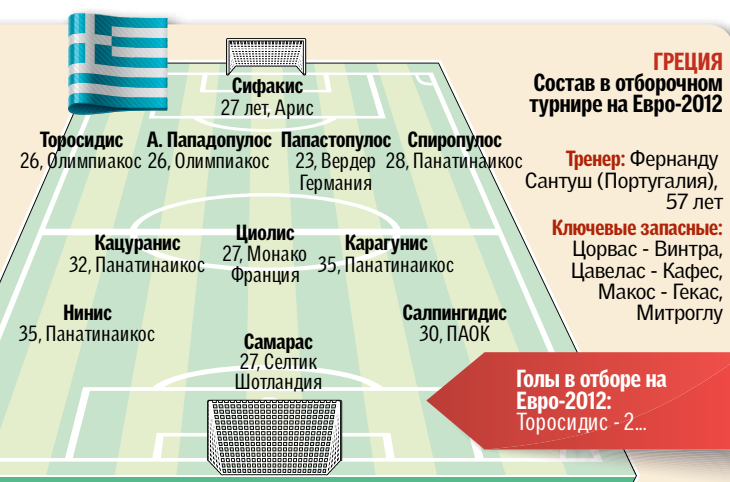 Сифакис
27 лет, Арис
Торосидис
26, Олимпиакос
А. Пападопулос
26, Олимпиакос
Папастопулос
23, Вердер
Германия
Спиропулос
28, Панатинаикос
Кацуранис
32, Панатинаикос
Циолис
27, Монако
Франция
Карагунис
35, Панатинаикос
Нинис
35, Панатинаикос
Самарас
27, Селтик
Шотландия
Салпингидис
30, ПАОК
ГРЕЦИЯ
Состав в отборочном
турнире на Евро-2012
Тренер: Фернанду
Сантуш (Португалия),
57 лет
Ключевые запасные:
Цорвас - Винтра,
Цавелас - Кафес,
Макос - Гекас,
Митроглу
Голы в отборе на
Евро-2012:
Торосидис - 2...